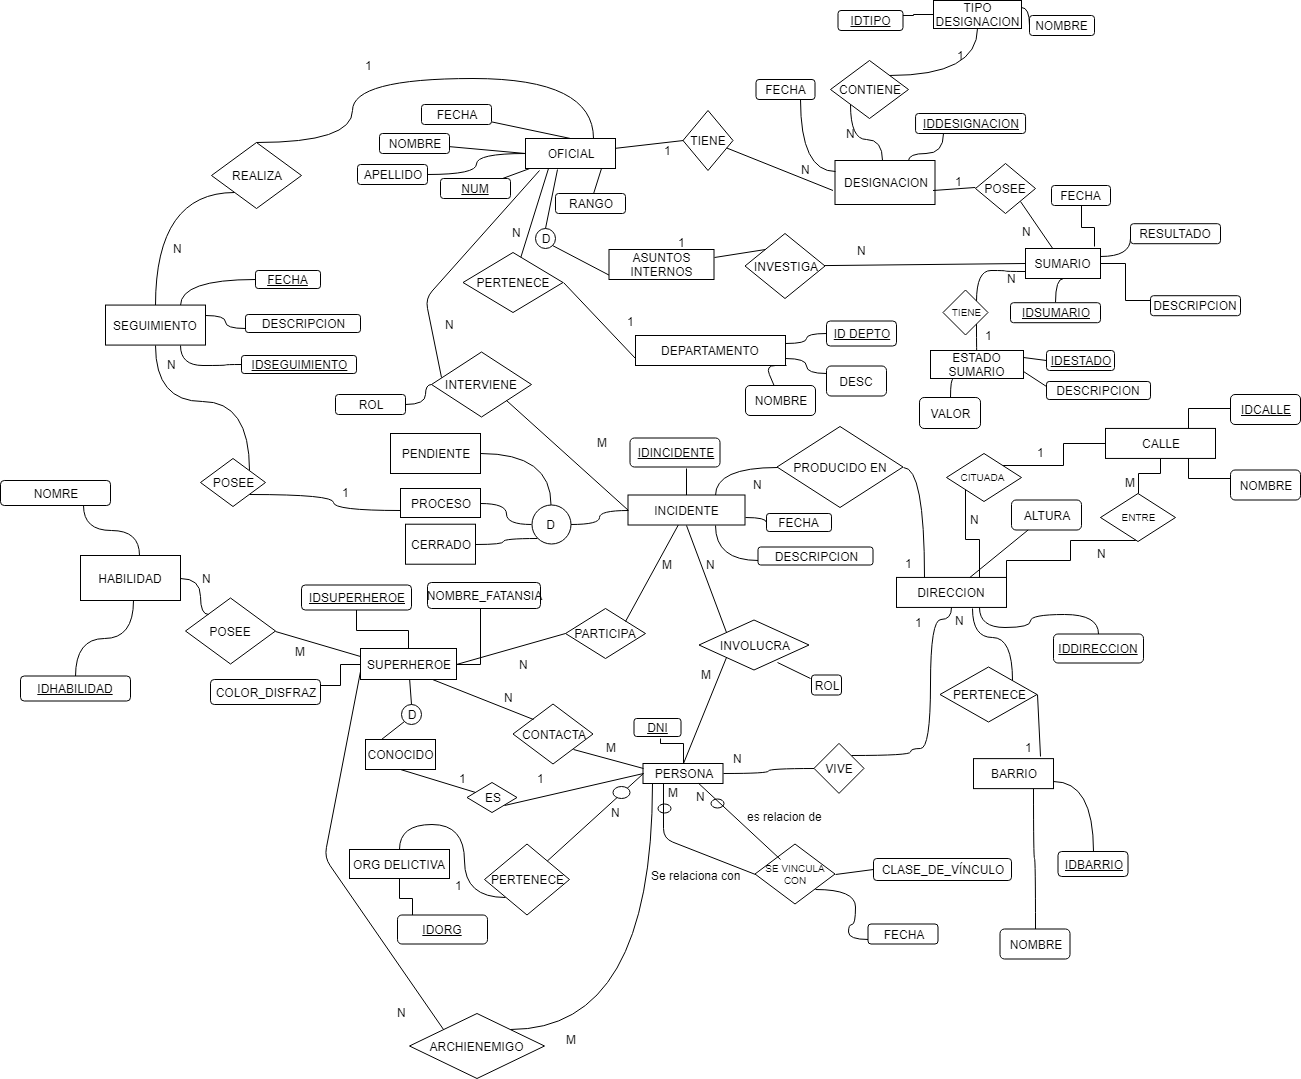 TIPO
DESIGNACION
IDTIPO
NOMBRE
1
1
FECHA
CONTIENE
FECHA
IDDESIGNACION
N
NOMBRE
OFICIAL
TIENE
1
REALIZA
APELLIDO
NUM
RANGO
N
DESIGNACION
1
POSEE
FECHA
N
N
D
1
ASUNTOS
INTERNOS
INVESTIGA
N
N
SUMARIO
RESULTADO
PERTENECE
FECHA
N
TIENE
IDSUMARIO
DESCRIPCION
SEGUIMIENTO
DESCRIPCION
N
1
ID DEPTO
1
DEPARTAMENTO
IDSEGUIMIENTO
N
ESTADO
SUMARIO
IDESTADO
INTERVIENE
DESC
DESCRIPCION
ROL
NOMBRE
VALOR
IDCALLE
M
CALLE
PENDIENTE
IDINCIDENTE
1
PRODUCIDO EN
CITUADA
POSEE
N
M
NOMBRE
NOMRE
1
PROCESO
INCIDENTE
N
ALTURA
ENTRE
D
FECHA
CERRADO
DESCRIPCION
N
M
N
1
HABILIDAD
N
DIRECCION
IDSUPERHEROE
NOMBRE_FATANSIA
POSEE
PARTICIPA
1
N
INVOLUCRA
IDDIRECCION
M
SUPERHEROE
N
M
ROL
IDHABILIDAD
COLOR_DISFRAZ
N
PERTENECE
D
DNI
CONTACTA
M
1
CONOCIDO
N
VIVE
1
1
PERSONA
BARRIO
ES
M
N
N
es relacion de
ORG DELICTIVA
IDBARRIO
SE VINCULA
CON
CLASE_DE_VÍNCULO
Se relaciona con
1
PERTENECE
IDORG
FECHA
NOMBRE
N
M
ARCHIENEMIGO